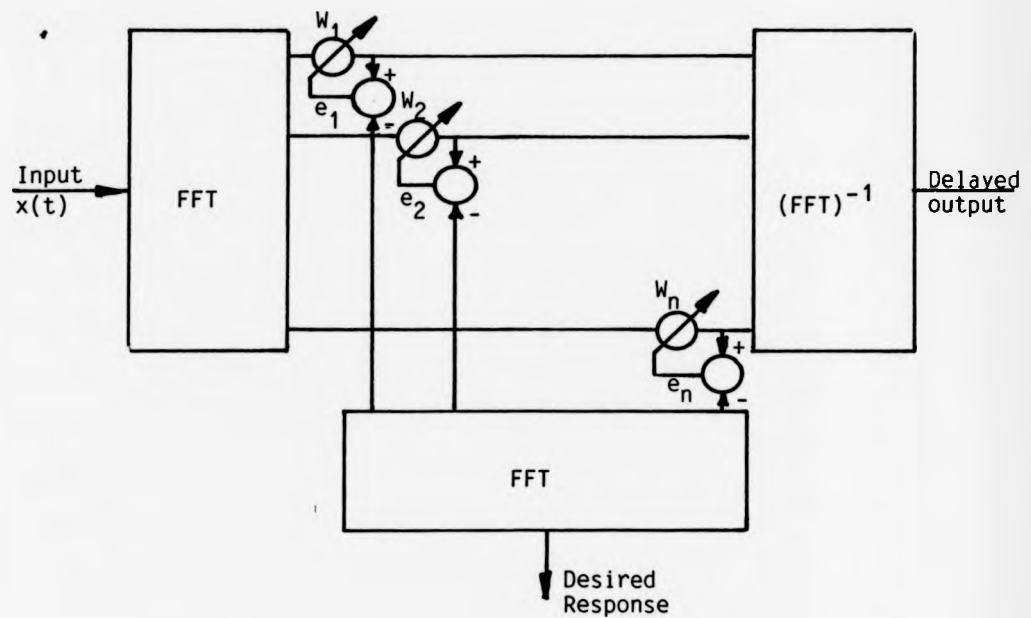 W₁
+
e₁
-
W₂
+
e₂
-
Input
x(t)
FFT
(FFT)⁻¹
Delayed
output
Wₙ
+
eₙ
-
FFT
Desired
Response